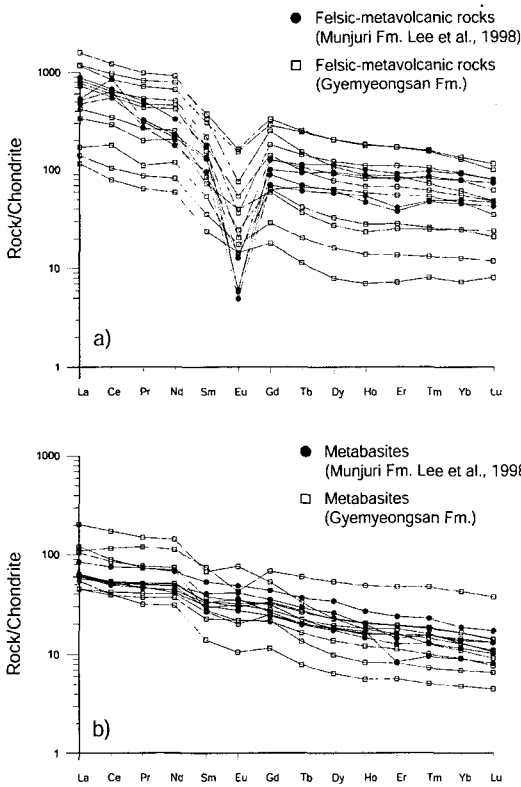 Felsic-metavolcanic rocks
(Munjuri Fm. Lee et al., 1998)
Felsic-metavolcanic rocks
(Gyemyeongsan Fm.)
1000
100
10
1
Rock/Chondrite
a)
La Ce Pr Nd Sm Eu Gd Tb Dy Ho Er Tm Yb Lu
Metabasites
(Munjuri Fm. Lee et al., 1998
Metabasites
(Gyemyeongsan Fm.)
1000
100
10
1
Rock/Chondrite
b)
La Ce Pr Nd Sm Eu Gd Tb Dy Ho Er Tm Yb Lu